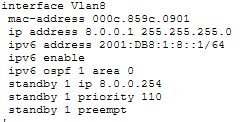 interface Vlan8
mac-address 000c.859c.0901
ip address 8.0.0.1 255.255.255.0
ipv6 address 2001:DB8:1:8::1/64
ipv6 enable
ipv6 ospf 1 area 0
standby 1 ip 8.0.0.254
standby 1 priority 110
standby 1 preempt